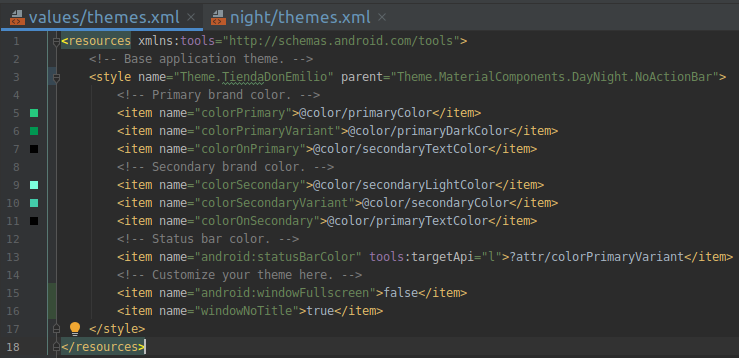 values/themes.xml × night/themes.xml ×
1 <resources xmlns:tools="http://schemas.android.com/tools">
2 <!-- Base application theme. -->
3 <style name="Theme.TiendaDonEmilio" parent="Theme.MaterialComponents.DayNight.NoActionBar">
4 <!-- Primary brand color. -->
5 <item name="colorPrimary">@color/primaryColor</item>
6 <item name="colorPrimaryVariant">@color/primaryDarkColor</item>
7 <item name="colorOnPrimary">@color/secondaryTextColor</item>
8 <!-- Secondary brand color. -->
9 <item name="colorSecondary">@color/secondaryLightColor</item>
10 <item name="colorSecondaryVariant">@color/secondaryColor</item>
11 <item name="colorOnSecondary">@color/primaryTextColor</item>
12 <!-- Status bar color. -->
13 <item name="android:statusBarColor" tools:targetApi="l">?attr/colorPrimaryVariant</item>
14 <!-- Customize your theme here. -->
15 <item name="android:windowFullscreen">false</item>
16 <item name="windowNoTitle">true</item>
17 </style>
18 </resources>